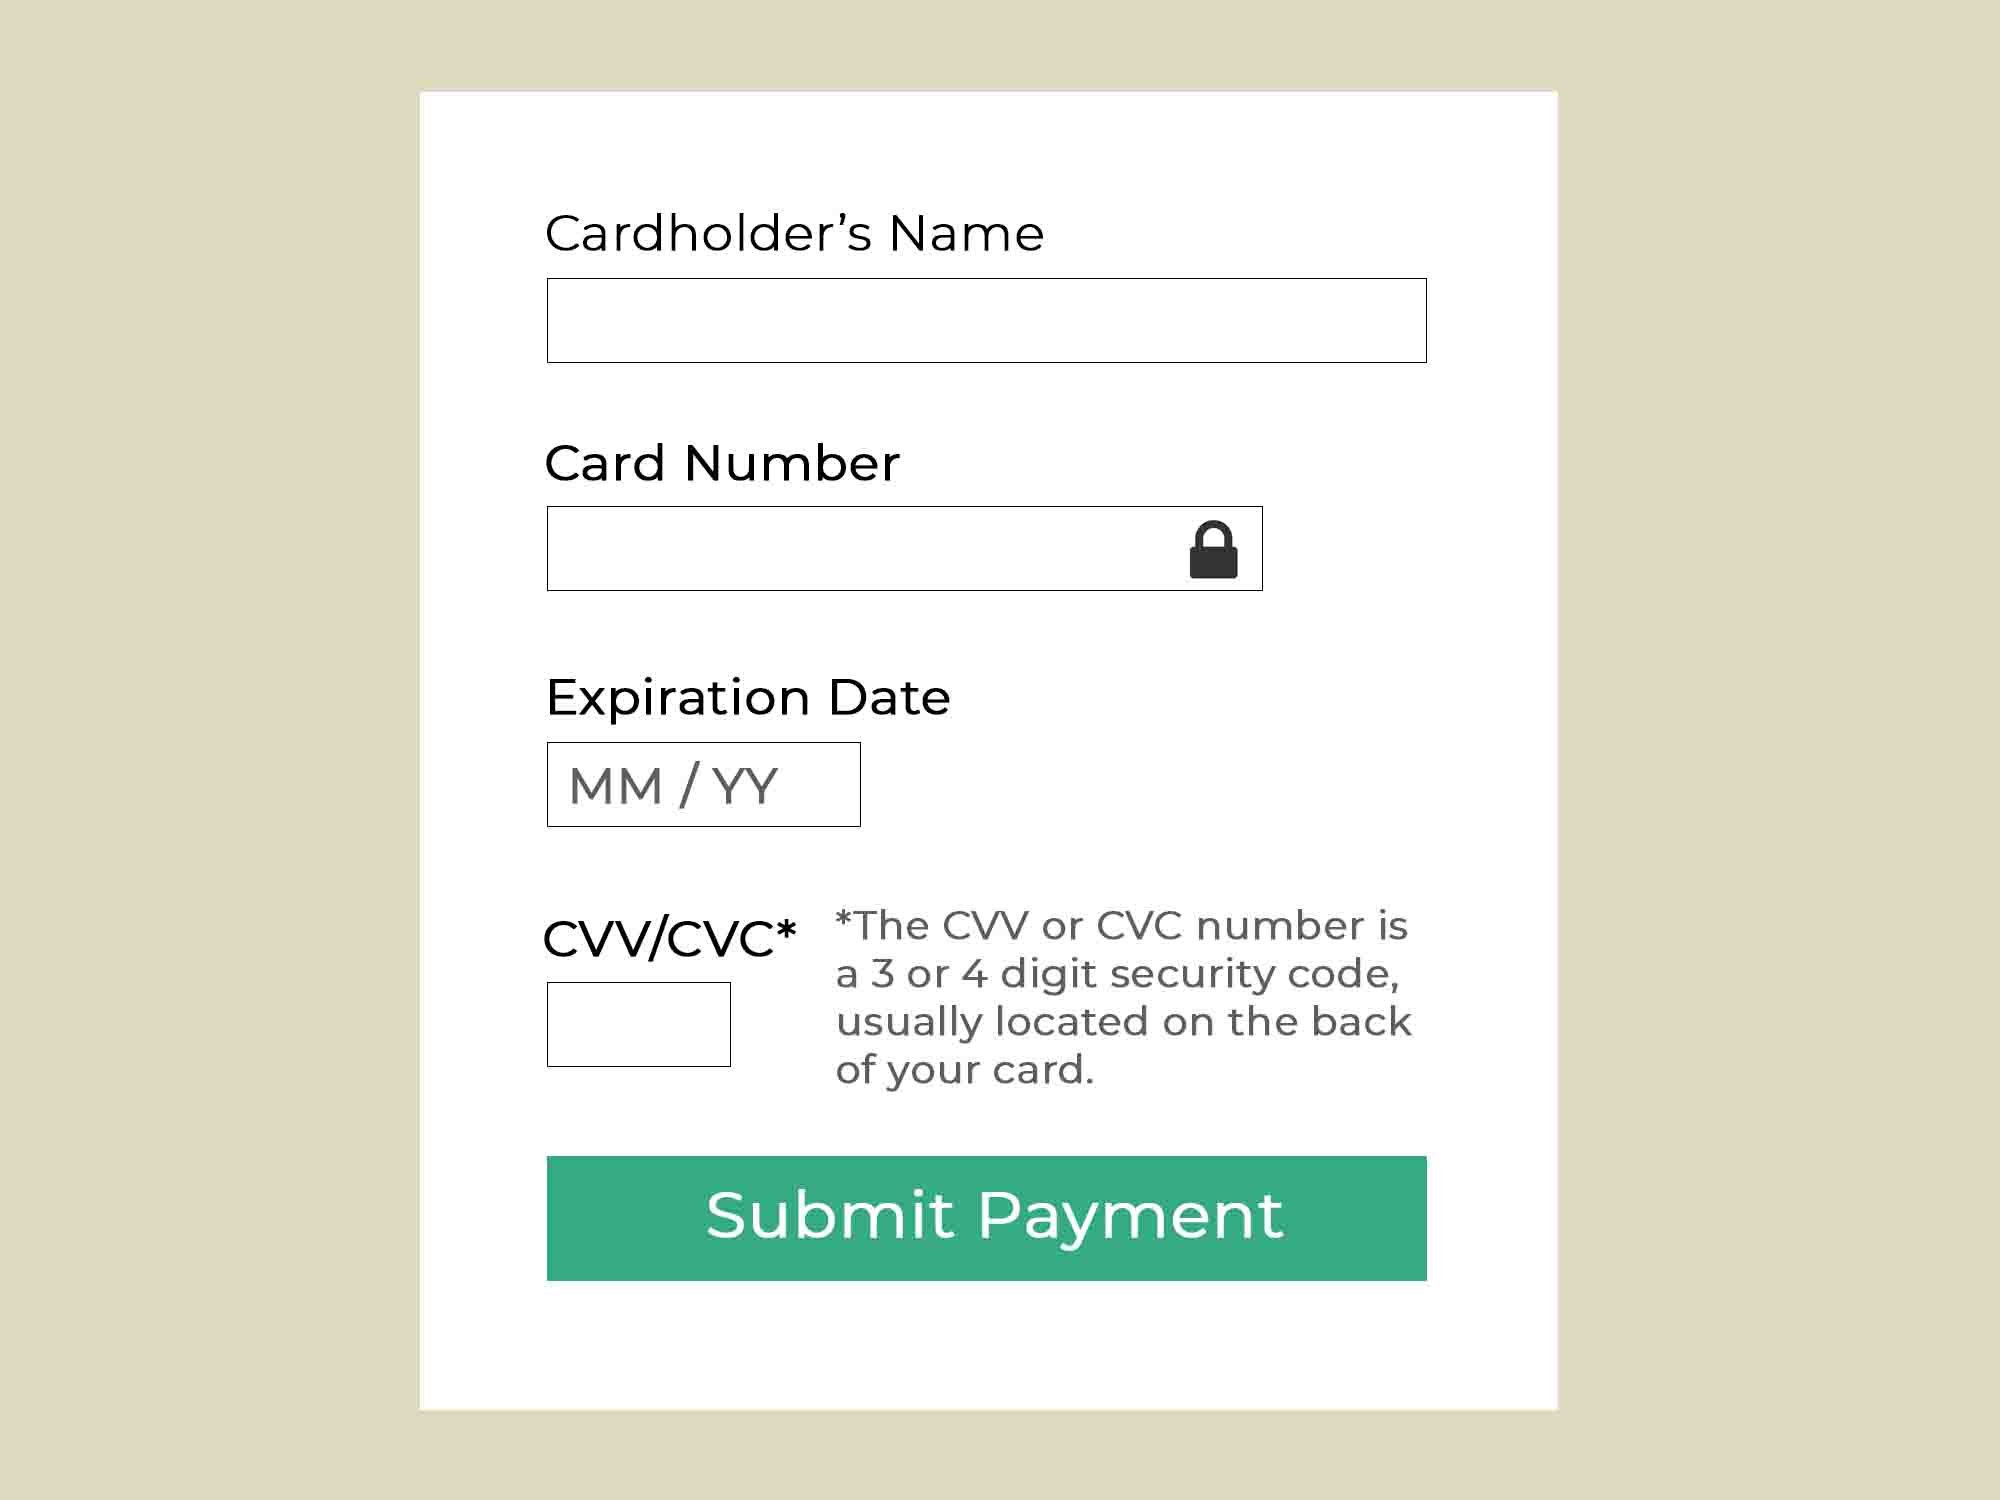 Cardholder’s Name
Card Number
Expiration Date
MM / YY
CVV/CVC*
*The CVV or CVC number is
a 3 or 4 digit security code,
usually located on the back
of your card.
Submit Payment